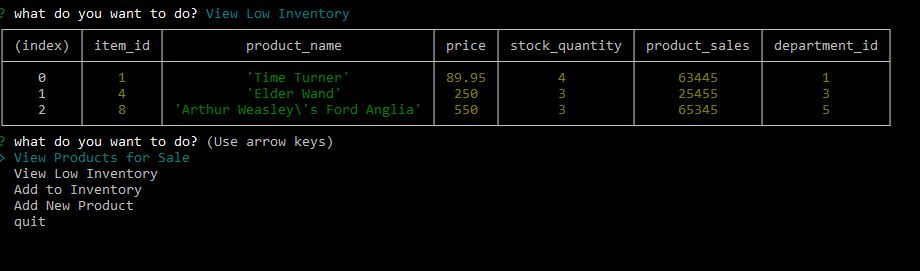 ? what do you want to do? View Low Inventory
(index) item_id product_name price stock_quantity product_sales department_id
0 1 'Time Turner' 89.95 4 63445 1
1 4 'Elder Wand' 250 3 25455 3
2 8 'Arthur Weasley\'s Ford Anglia' 550 3 65345 5
? what do you want to do? (Use arrow keys)
> View Products for Sale
View Low Inventory
Add to Inventory
Add New Product
quit